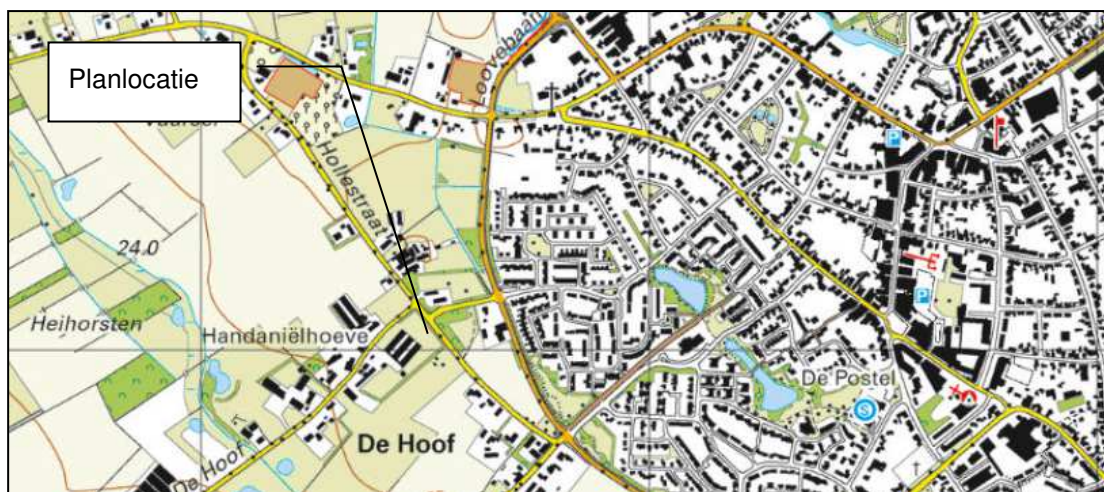 Planlocatie
Loovebaan
Hollestraat
24.0
Heihorsten
Handaniëlhoeve
De Postel
De Hoof
De Hoof
P
P
S